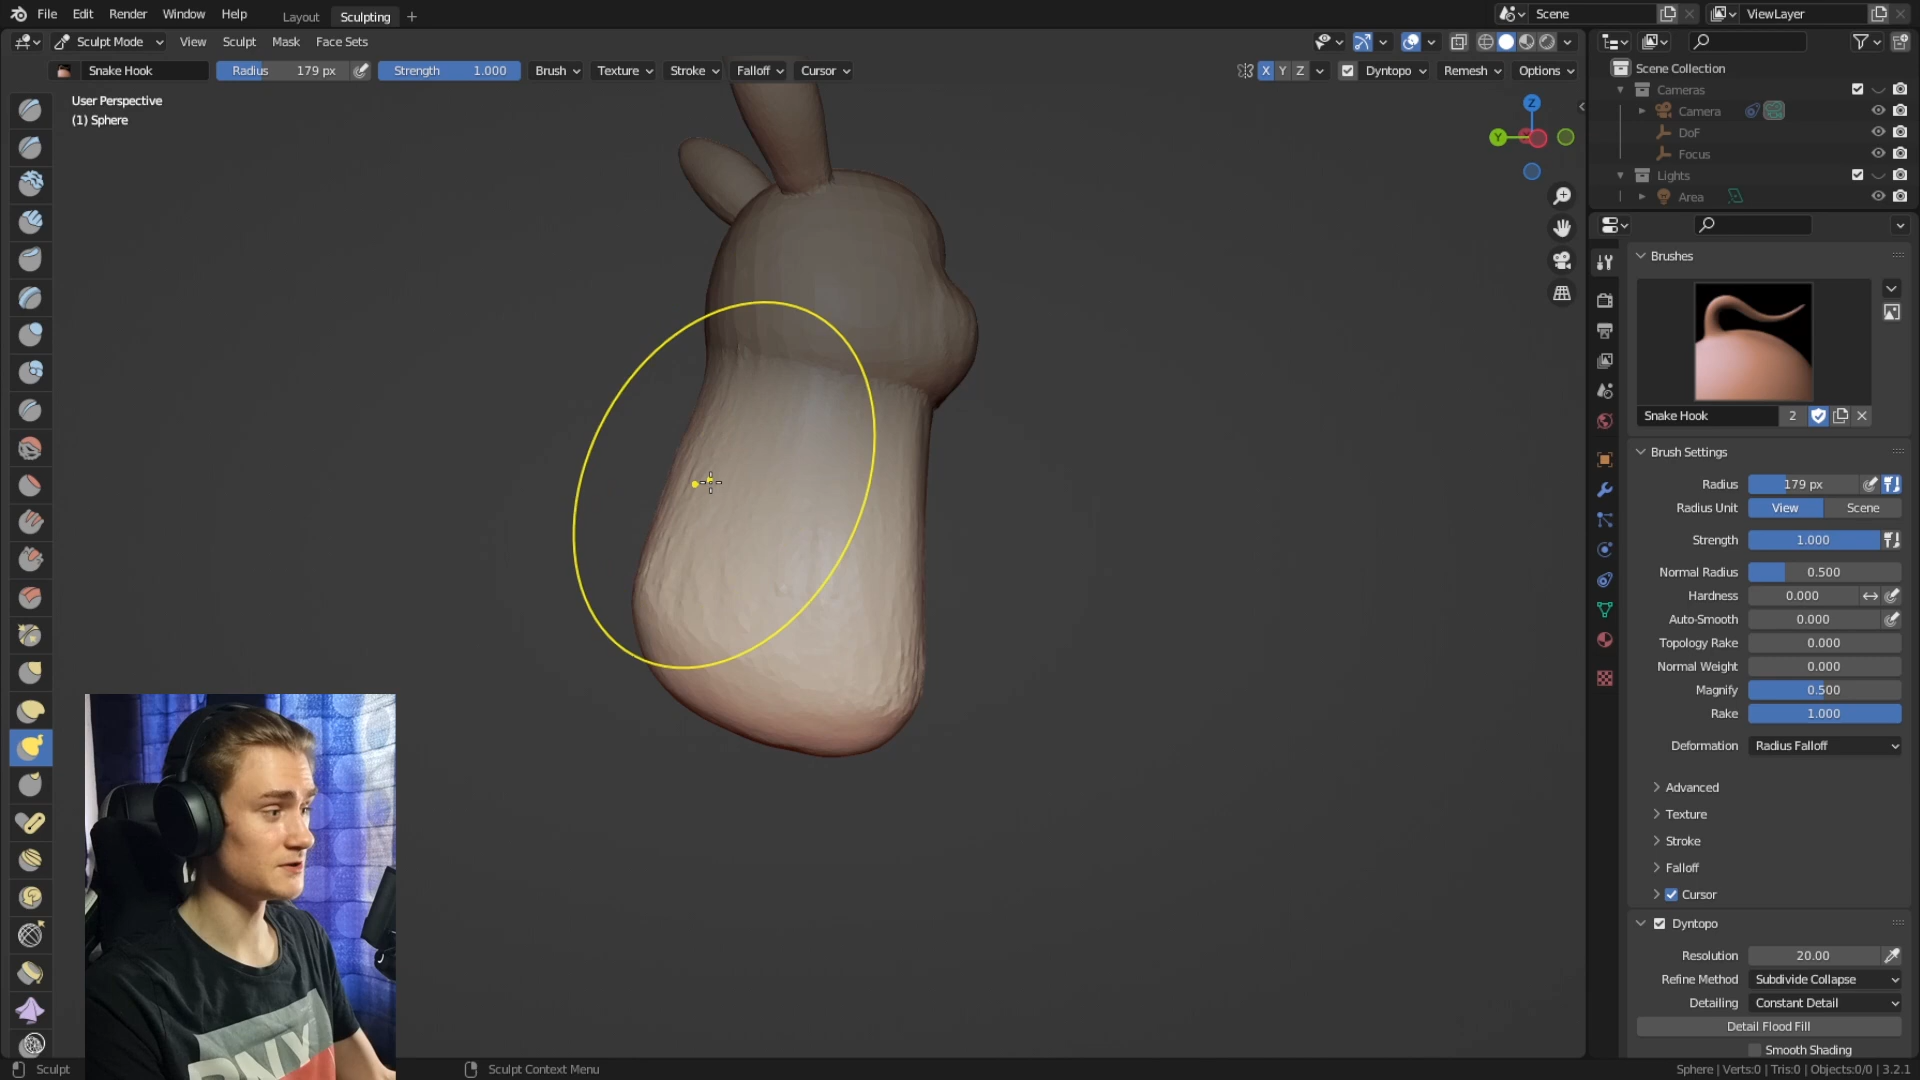 File Edit Render Window Help Layout Sculpting + Scene ViewLayer
Sculpt Mode View Sculpt Mask Face Sets
Snake Hook Radius 179 px Strength 1.000 Brush Texture Stroke Falloff Cursor X Y Z Dyntopo Remesh Options
User Perspective
(1) Sphere
Z
Y
Scene Collection
Cameras
Camera
DoF
Focus
Lights
Area
Brushes
Snake Hook 2
Brush Settings
Radius 179 px
Radius Unit View Scene
Strength 1.000
Normal Radius 0.500
Hardness 0.000
Auto-Smooth 0.000
Topology Rake 0.000
Normal Weight 0.000
Magnify 0.500
Rake 1.000
Deformation Radius Falloff
Advanced
Texture
Stroke
Falloff
Cursor
Dyntopo
Resolution 20.00
Refine Method Subdivide Collapse
Detailing Constant Detail
Detail Flood Fill
Smooth Shading
Sculpt Sculpt Context Menu Sphere | Verts:0 | Tris:0 | Objects:0/0 | 3.2.1